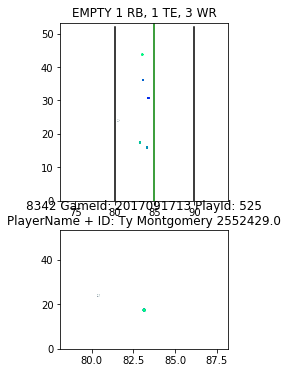 EMPTY 1 RB, 1 TE, 3 WR
50
40
30
20
10
0
75 80 85 90
8342 GameId: 2017091713 PlayId: 525
PlayerName + ID: Ty Montgomery 2552429.0
40
20
0
80.0 82.5 85.0 87.5